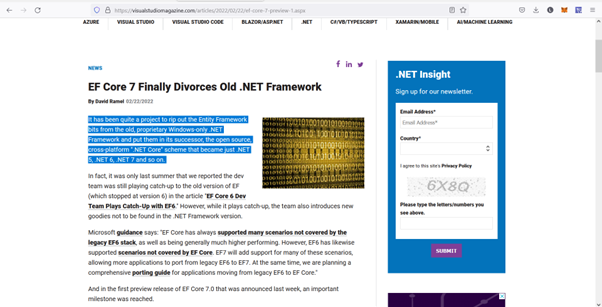 https://visualstudiomagazine.com/articles/2022/02/22/ef-core-7-preview-1.aspx
AZURE VISUAL STUDIO VISUAL STUDIO CODE BLAZOR/ASP.NET .NET C#/VB/TYPESCRIPT XAMARIN/MOBILE AI/MACHINE LEARNING
NEWS
EF Core 7 Finally Divorces Old .NET Framework
By David Ramel 02/22/2022
It has been quite a project to rip out the Entity Framework
bits from the old, proprietary Windows-only .NET
Framework and put them in its successor, the open source,
cross-platform ".NET Core" scheme that became just .NET
5, .NET 6, .NET 7 and so on.
In fact, it was only last summer that we reported the dev
team was still playing catch-up to the old version of EF
(which stopped at version 6) in the article "EF Core 6 Dev
Team Plays Catch-Up with EF6." However, while it plays catch-up, the team also introduces new
goodies not to be found in the .NET Framework version.
Microsoft guidance says: "EF Core has always supported many scenarios not covered by the
legacy EF6 stack, as well as being generally much higher performing. However, EF6 has likewise
supported scenarios not covered by EF Core. EF7 will add support for many of these scenarios,
allowing more applications to port from legacy EF6 to EF7. At the same time, we are planning a
comprehensive porting guide for applications moving from legacy EF6 to EF Core."
And in the first preview release of EF Core 7.0 that was announced last week, an important
milestone was reached.
.NET Insight
Sign up for our newsletter.
Email Address*
Email Address*
Country*
I agree to this site's Privacy Policy
6X8Q
Please type the letters/numbers you
see above.
SUBMIT